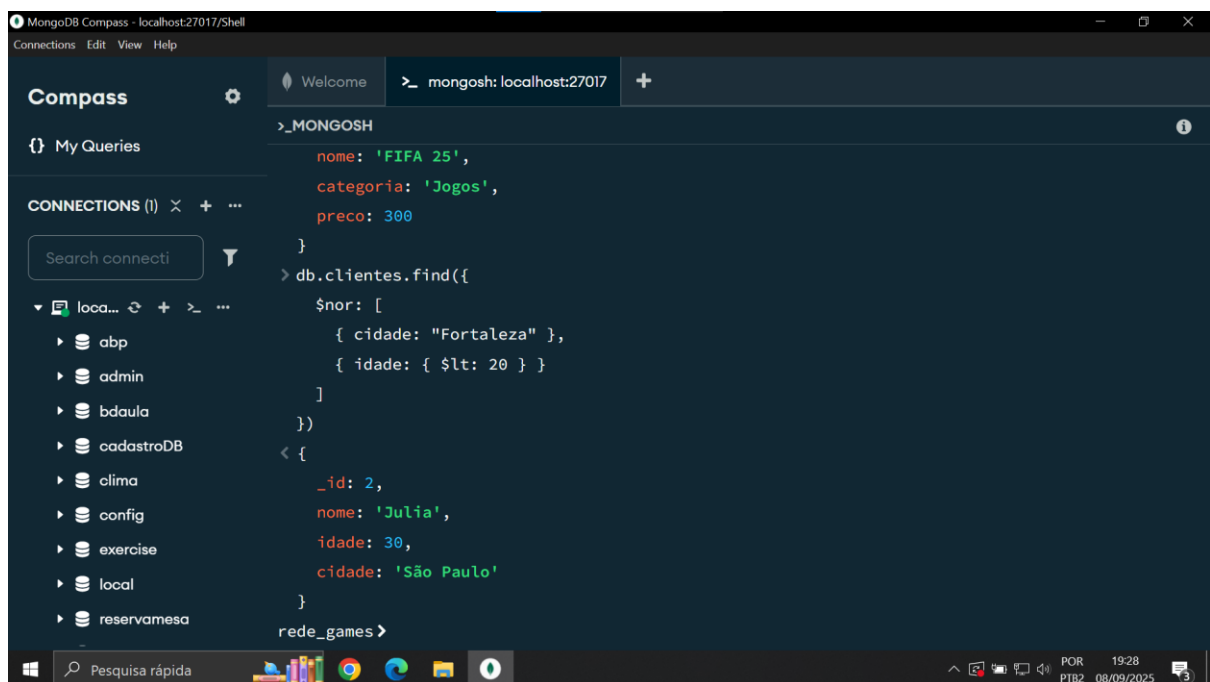 MongoDB Compass - localhost:27017/Shell
Connections Edit View Help
Compass
{} My Queries
CONNECTIONS (1)
Search connecti
loca...
abp
admin
bdaula
cadastroDB
clima
config
exercise
local
reservamesa
Welcome
>_ mongosh: localhost:27017
>_MONGOSH
nome: 'FIFA 25',
categoria: 'Jogos',
preco: 300
}
> db.clientes.find({
$nor: [
{ cidade: "Fortaleza" },
{ idade: { $lt: 20 } }
]
})
< {
_id: 2,
nome: 'Julia',
idade: 30,
cidade: 'São Paulo'
}
rede_games>
Pesquisa rápida
POR
PTB2
19:28
08/09/2025
3